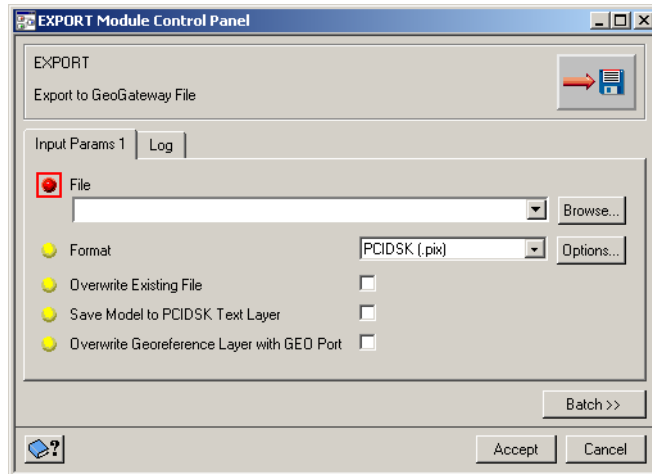 EXPORT Module Control Panel
EXPORT
Export to GeoGateway File
Input Params 1 Log
File
Browse...
Format PCIDSK (.pix) Options...
Overwrite Existing File
Save Model to PCIDSK Text Layer
Overwrite Georeference Layer with GEO Port
Batch >>
? Accept Cancel